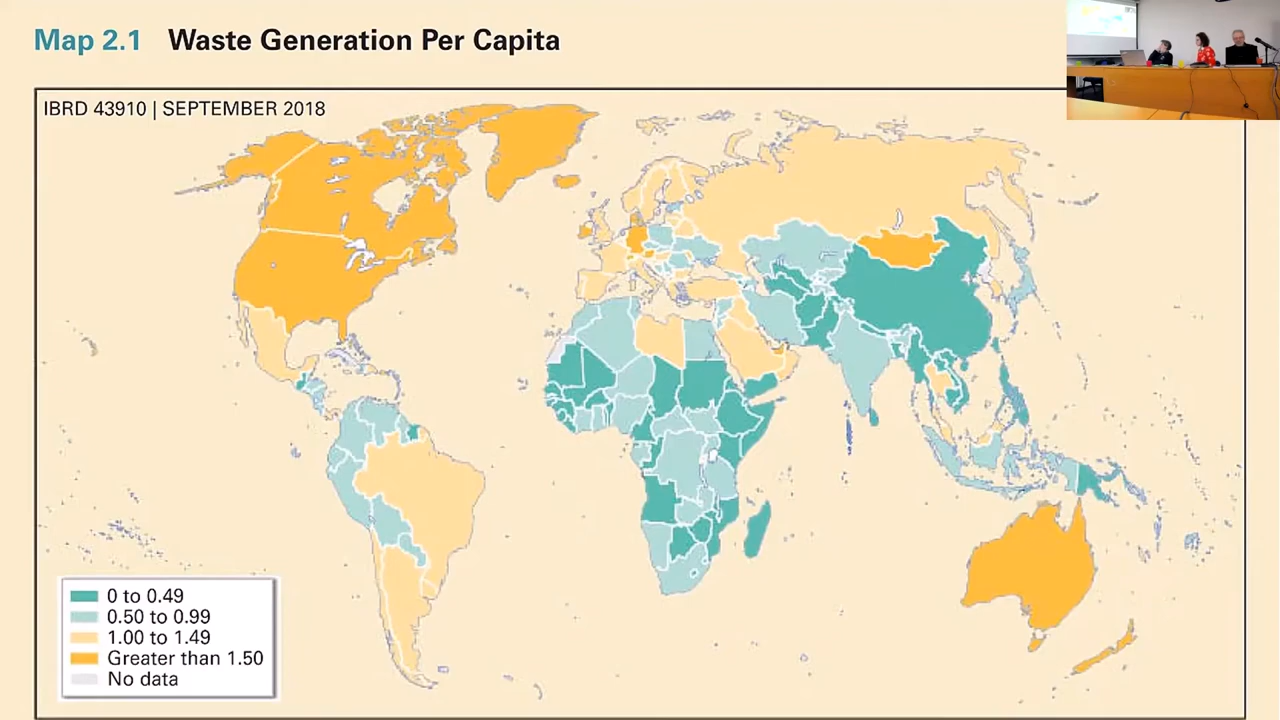 Map 2.1 Waste Generation Per Capita
IBRD 43910 | SEPTEMBER 2018
0 to 0.49
0.50 to 0.99
1.00 to 1.49
Greater than 1.50
No data